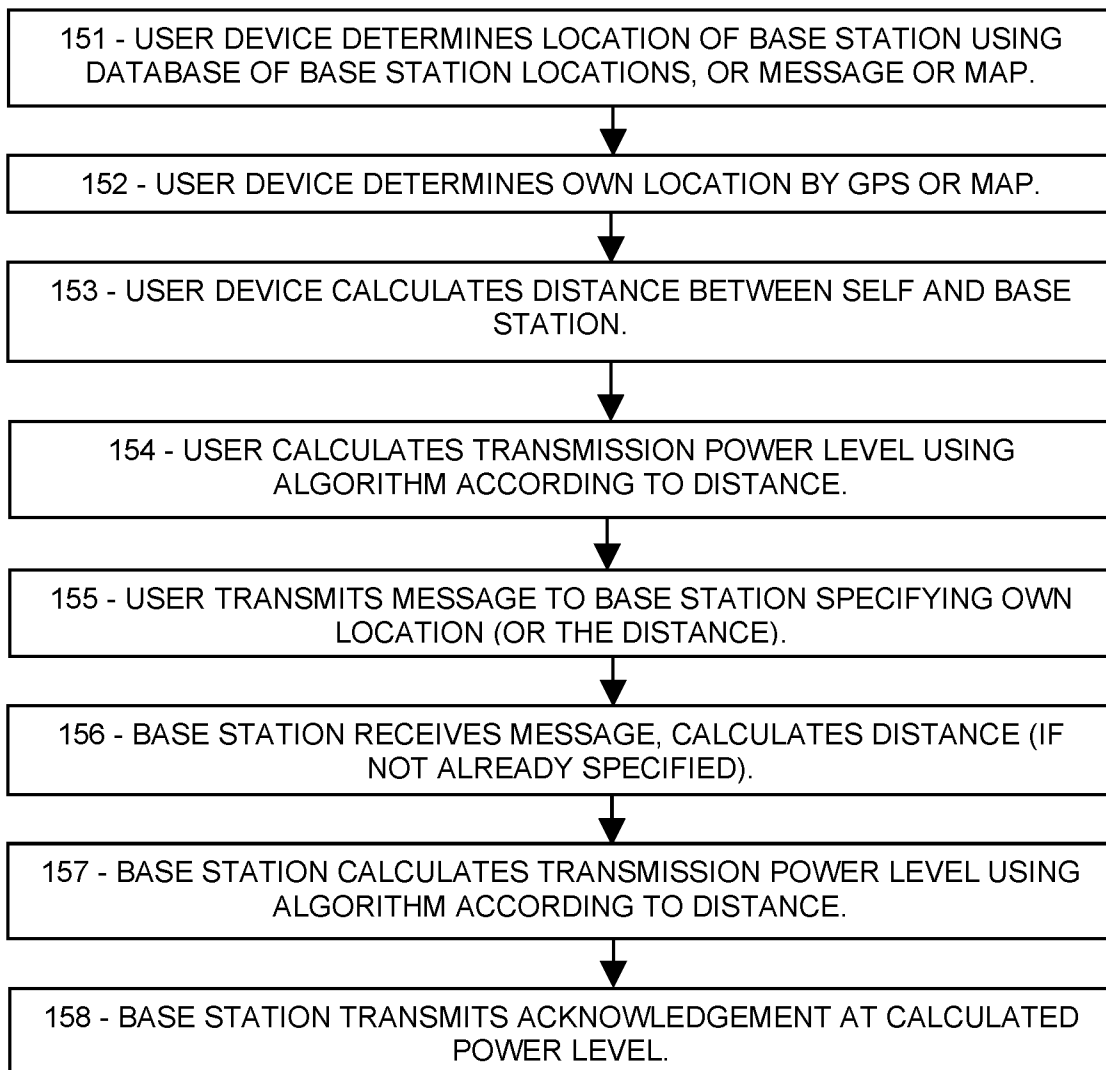 151 - USER DEVICE DETERMINES LOCATION OF BASE STATION USING
DATABASE OF BASE STATION LOCATIONS, OR MESSAGE OR MAP.
152 - USER DEVICE DETERMINES OWN LOCATION BY GPS OR MAP.
153 - USER DEVICE CALCULATES DISTANCE BETWEEN SELF AND BASE
STATION.
154 - USER CALCULATES TRANSMISSION POWER LEVEL USING
ALGORITHM ACCORDING TO DISTANCE.
155 - USER TRANSMITS MESSAGE TO BASE STATION SPECIFYING OWN
LOCATION (OR THE DISTANCE).
156 - BASE STATION RECEIVES MESSAGE, CALCULATES DISTANCE (IF
NOT ALREADY SPECIFIED).
157 - BASE STATION CALCULATES TRANSMISSION POWER LEVEL USING
ALGORITHM ACCORDING TO DISTANCE.
158 - BASE STATION TRANSMITS ACKNOWLEDGEMENT AT CALCULATED
POWER LEVEL.